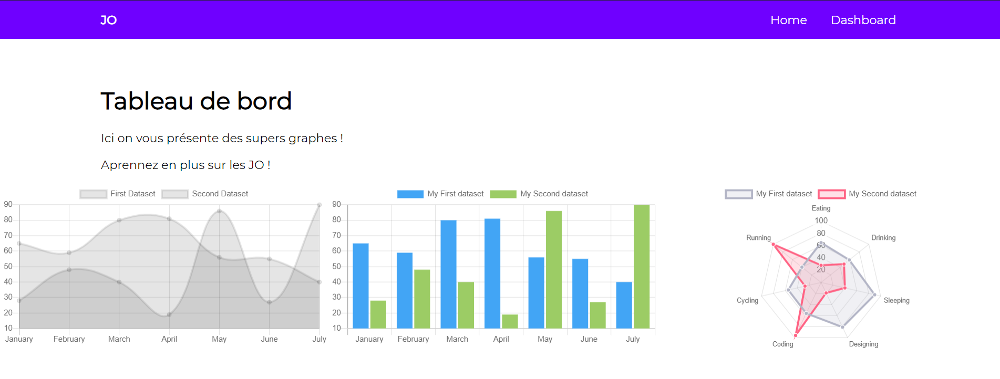 JO Home Dashboard
Tableau de bord
Ici on vous présente des supers graphes !
Aprennez en plus sur les JO !
First Dataset Second Dataset
90
80
70
60
50
40
30
20
10
January February March April May June July
My First dataset My Second dataset
90
80
70
60
50
40
30
20
10
January February March April May June July
My First dataset My Second dataset
Eating
100
80
60
40
20
Running Drinking
Cycling Sleeping
Coding Designing